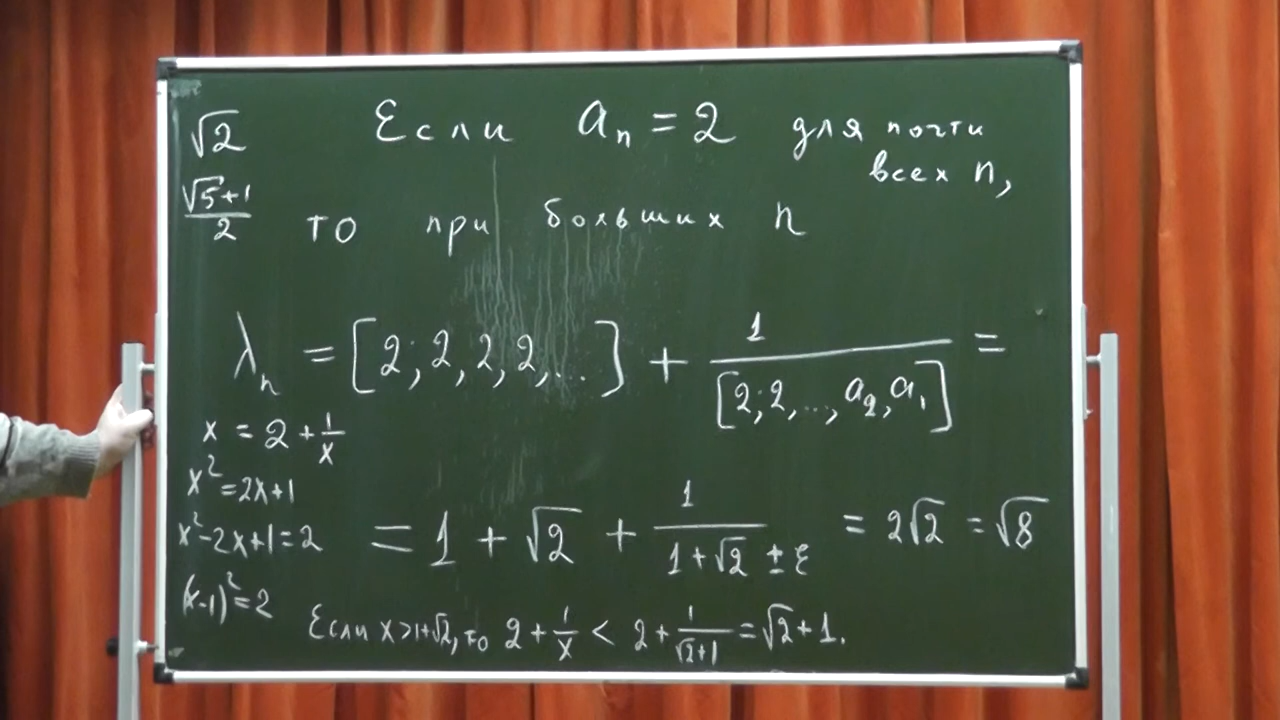 √2 Если aₙ = 2 для почти
всех n,
(√5+1)/2 то при больших n
λₙ = [2; 2, 2, 2, ...] + 1/[2; 2, ..., a₂, a₁] =
x = 2 + 1/x
x² = 2x+1
x²-2x+1=2 = 1 + √2 + 1/(1+√2 ± ε) = 2√2 = √8
(x-1)² = 2
Если x > 1+√2, то 2 + 1/x < 2 + 1/(√2+1) = √2 + 1.